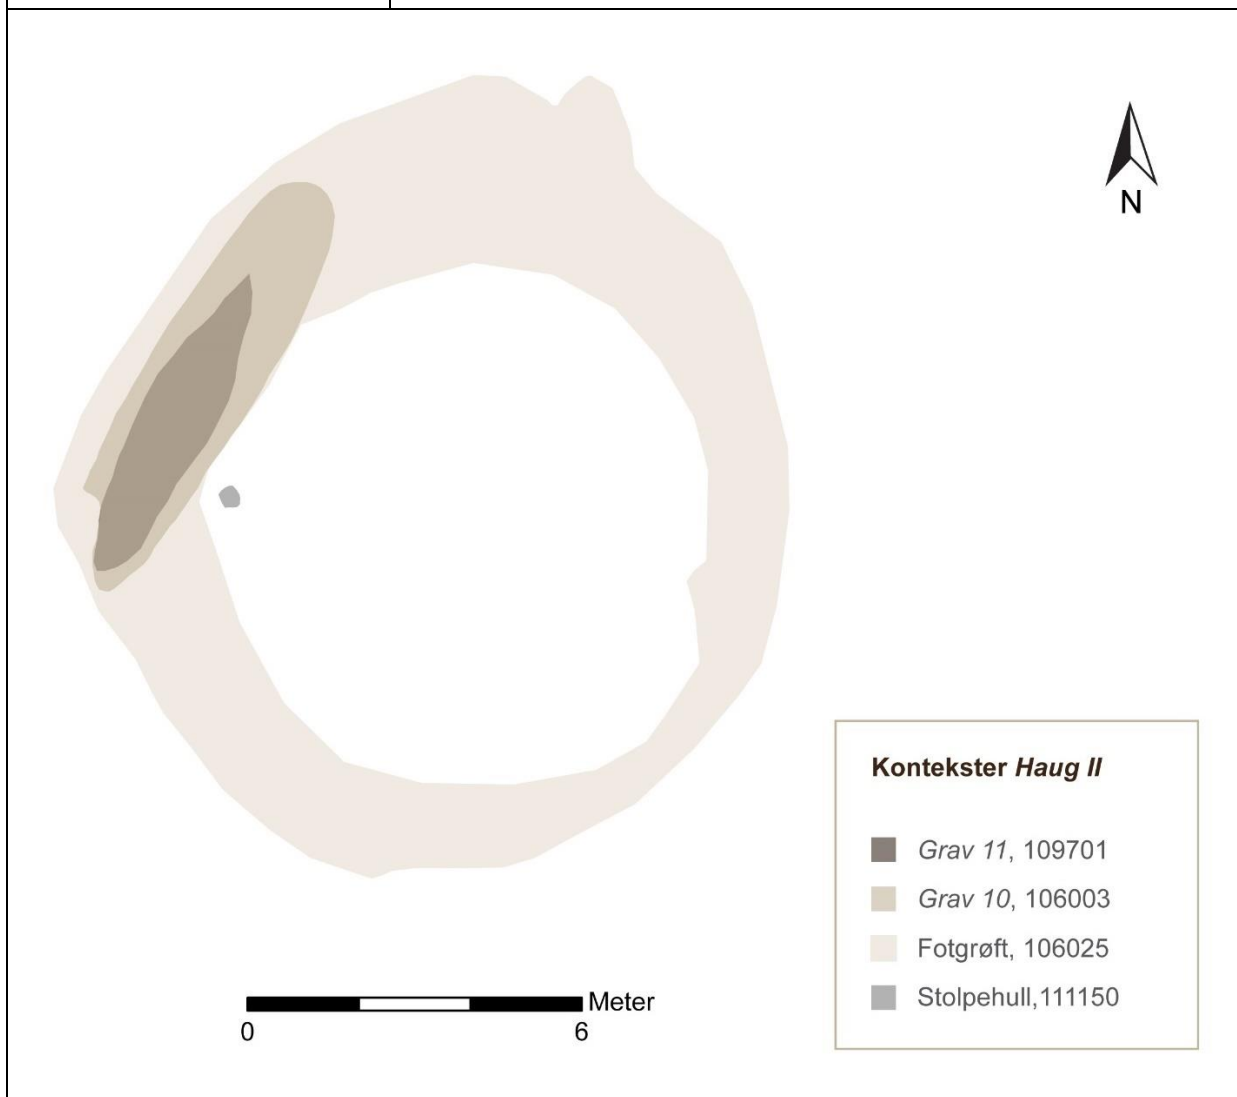 N
Kontekster Haug II
Grav 11, 109701
Grav 10, 106003
Fotgrøft, 106025
Stolpehull,111150
Meter
0 6